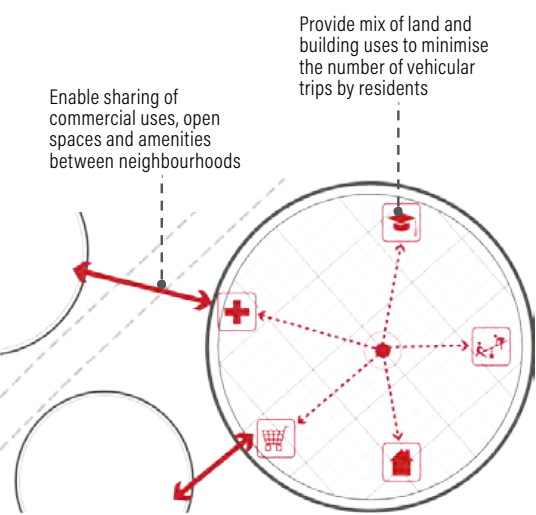 Provide mix of land and
building uses to minimise
the number of vehicular
trips by residents
Enable sharing of
commercial uses, open
spaces and amenities
between neighbourhoods